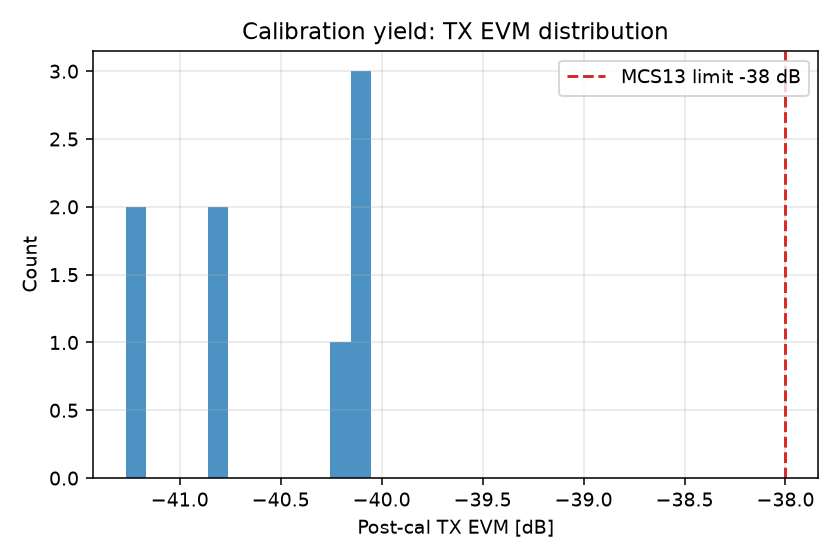 Calibration yield: TX EVM distribution
MCS13 limit -38 dB
Count
3.0
2.5
2.0
1.5
1.0
0.5
0.0
−41.0 −40.5 −40.0 −39.5 −39.0 −38.5 −38.0
Post-cal TX EVM [dB]